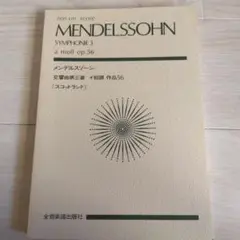 MENDELSSOHN
SYMPHONIE 3
a moll op.56
メンデルスゾーン
交響曲第三番 イ短調 作品56
〔スコットランド〕
全音楽譜出版社